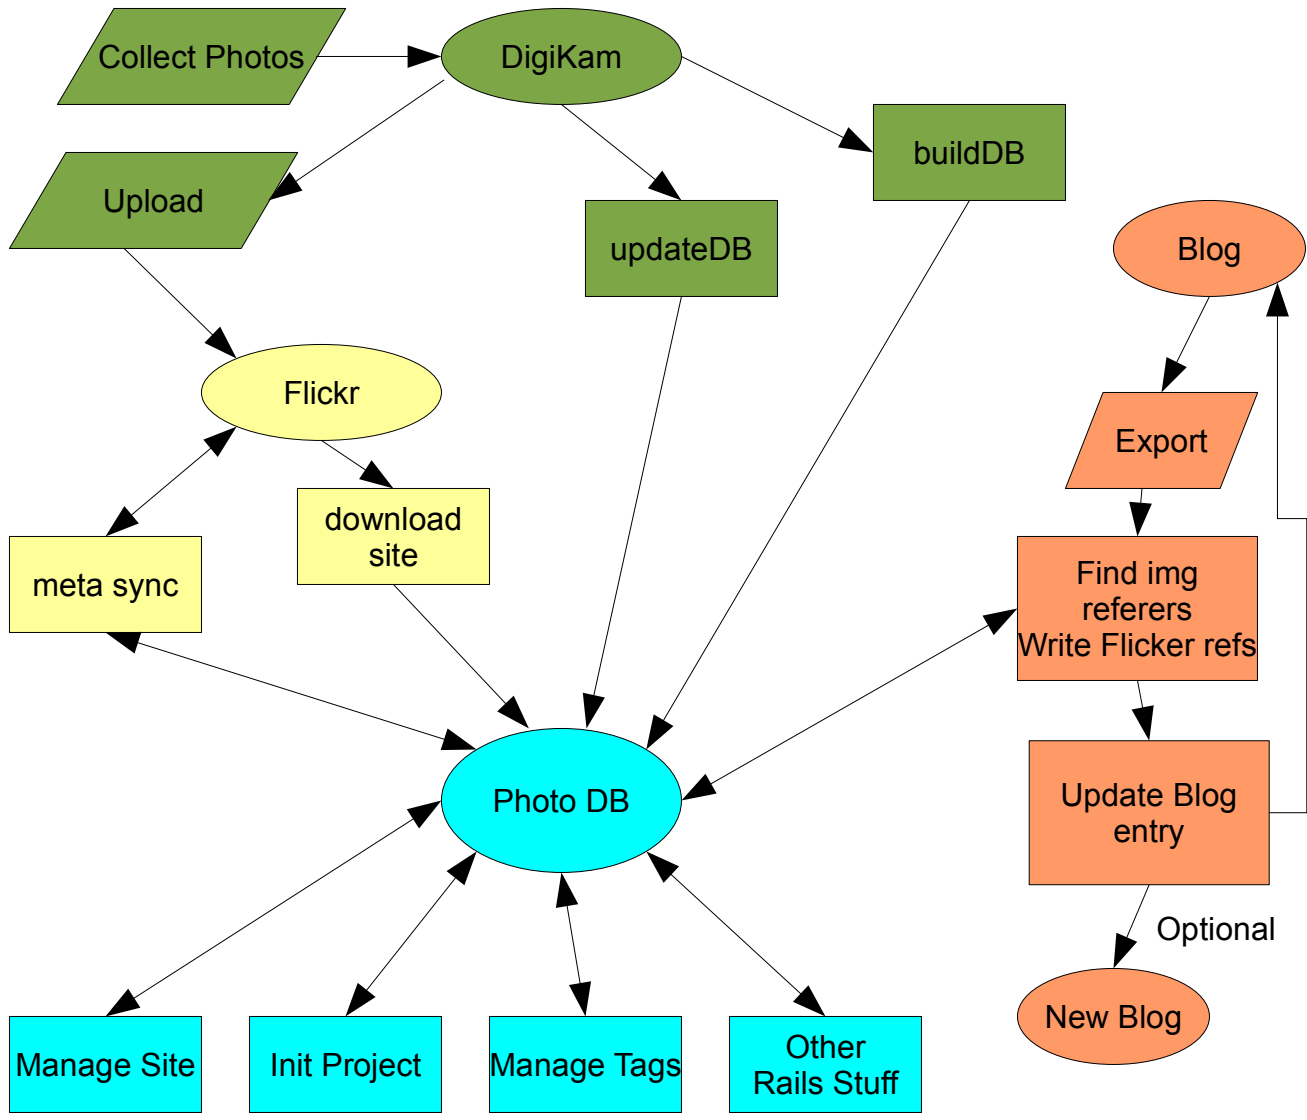 Collect Photos
DigiKam
buildDB
Upload
updateDB
Blog
Flickr
Export
download
site
meta sync
Find img
referers
Write Flicker refs
Photo DB
Update Blog
entry
Optional
New Blog
Manage Site
Init Project
Manage Tags
Other
Rails Stuff